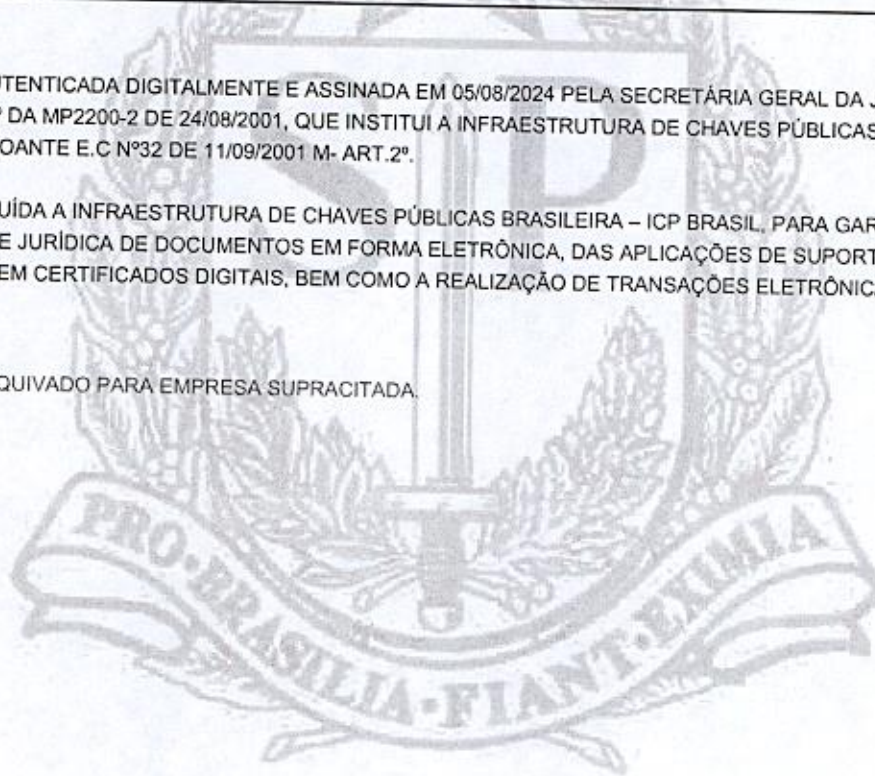 UTENTICADA DIGITALMENTE E ASSINADA EM 05/08/2024 PELA SECRETÁRIA GERAL DA J
º DA MP2200-2 DE 24/08/2001, QUE INSTITUI A INFRAESTRUTURA DE CHAVES PÚBLICAS
OANTE E.C Nº32 DE 11/09/2001 M- ART.2º.
UÍDA A INFRAESTRUTURA DE CHAVES PÚBLICAS BRASILEIRA – ICP BRASIL, PARA GAR
E JURÍDICA DE DOCUMENTOS EM FORMA ELETRÔNICA, DAS APLICAÇÕES DE SUPORT
EM CERTIFICADOS DIGITAIS, BEM COMO A REALIZAÇÃO DE TRANSAÇÕES ELETRÔNICA
QUIVADO PARA EMPRESA SUPRACITADA.
SP
PRO·BRASILIA·FIANT·EXIMIA